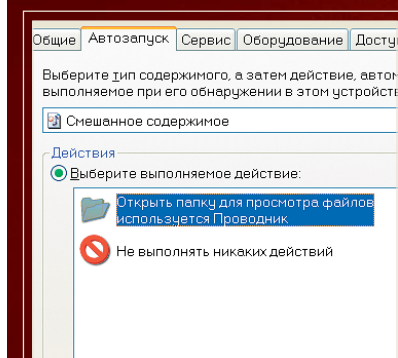 Общие Автозапуск Сервис Оборудование Досту
Выберите тип содержимого, а затем действие, автом
выполняемое при его обнаружении в этом устройств
Смешанное содержимое
Действия
Выберите выполняемое действие:
Открыть папку для просмотра файлов
используется Проводник
Не выполнять никаких действий